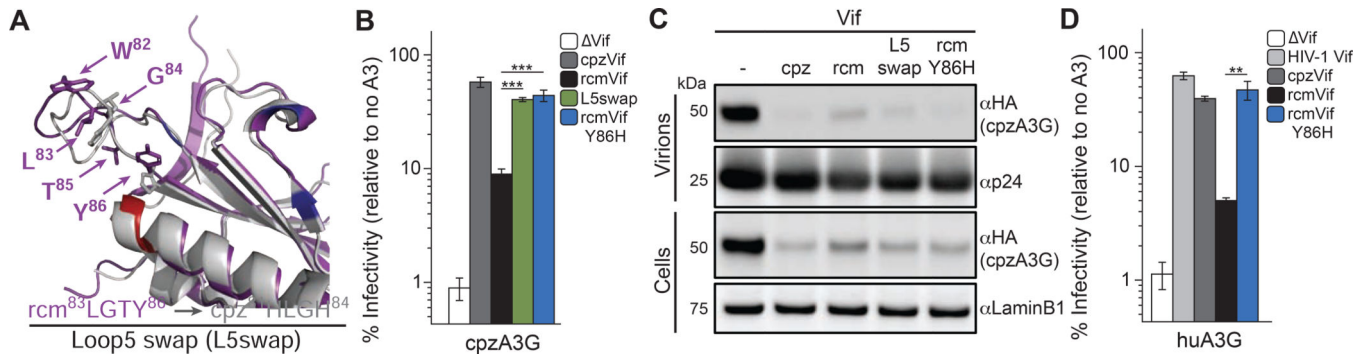 A
W82
G84
L83
T85
Y86
rcm83LGTY86 → HLGH84
Loop5 swap (L5swap)
B
% Infectivity (relative to no A3)
100
10
1
***
***
cpzA3G
ΔVif
cpzVif
rcmVif
L5swap
rcmVif
Y86H
C
Vif
kDa
- cpz rcm L5 swap rcm Y86H
Virions
50
αHA
(cpzA3G)
25
αp24
Cells
50
αHA
(cpzA3G)
75
αLaminB1
D
% Infectivity (relative to no A3)
100
10
1
**
huA3G
ΔVif
HIV-1 Vif
cpzVif
rcmVif
rcmVif
Y86H